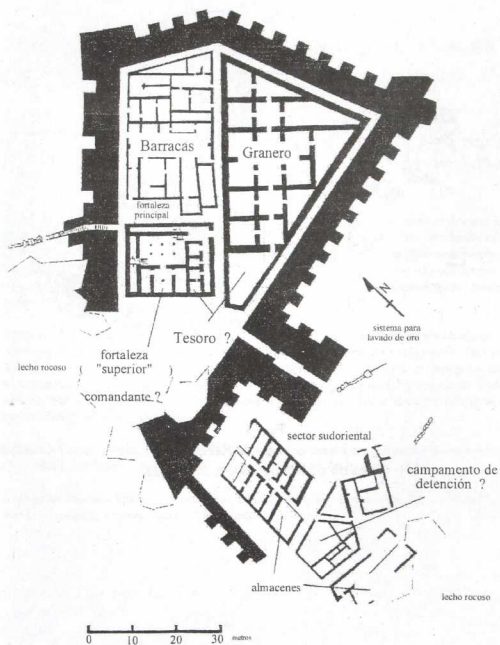 Barracas
Granero
fortaleza
principal
N
Tesoro ?
sistema para
lavado de oro
fortaleza
"superior"
lecho rocoso
comandante ?
sector sudoriental
campamento de
detención ?
almacenes
lecho rocoso
0 10 20 30 metros